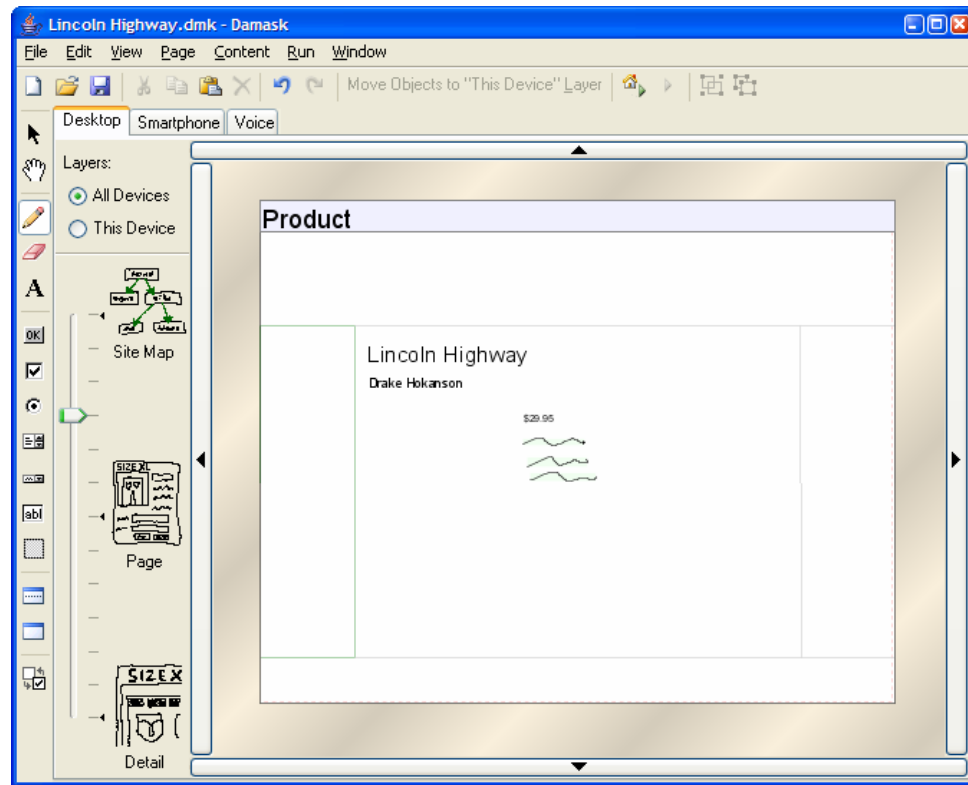 Lincoln Highway.dmk - Damask
File Edit View Page Content Run Window
Move Objects to "This Device" Layer
Desktop Smartphone Voice
Layers:
All Devices
This Device
A
OK
abl
Site Map
SIZE XL
Page
SIZE X
Detail
Product
Lincoln Highway
Drake Hokanson
$29.95